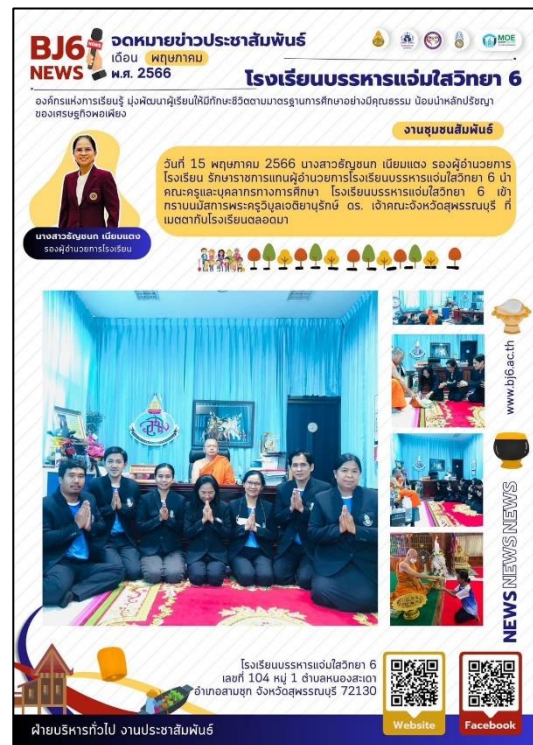 BJ6
NEWS
จดหมายข่าวประชาสัมพันธ์
เดือน พฤษภาคม
พ.ศ. 2566
MOE
โรงเรียนบรรหารแจ่มใสวิทยา 6
องค์กรแห่งการเรียนรู้ มุ่งพัฒนาผู้เรียนให้มีทักษะชีวิตตามมาตรฐานการศึกษาอย่างมีคุณธรรม น้อมนำหลักปรัชญา
ของเศรษฐกิจพอเพียง
งานชุมชนสัมพันธ์
วันที่ 15 พฤษภาคม 2566 นางสาวธัญชนก เนียมแตง รองผู้อำนวยการ
โรงเรียน รักษาราชการแทนผู้อำนวยการโรงเรียนบรรหารแจ่มใสวิทยา 6 นำ
คณะครูและบุคลากรทางการศึกษา โรงเรียนบรรหารแจ่มใสวิทยา 6 เข้า
กราบนมัสการพระครูวิบูลเจติยานุรักษ์ ดร. เจ้าคณะจังหวัดสุพรรณบุรี ที่
เมตตากับโรงเรียนตลอดมา
นางสาวธัญชนก เนียมแตง
รองผู้อำนวยการโรงเรียน
www.bj6.ac.th
NEWS NEWS NEWS
โรงเรียนบรรหารแจ่มใสวิทยา 6
เลขที่ 104 หมู่ 1 ตำบลหนองสะเดา
อำเภอสามชุก จังหวัดสุพรรณบุรี 72130
Website
Facebook
ฝ่ายบริหารทั่วไป งานประชาสัมพันธ์